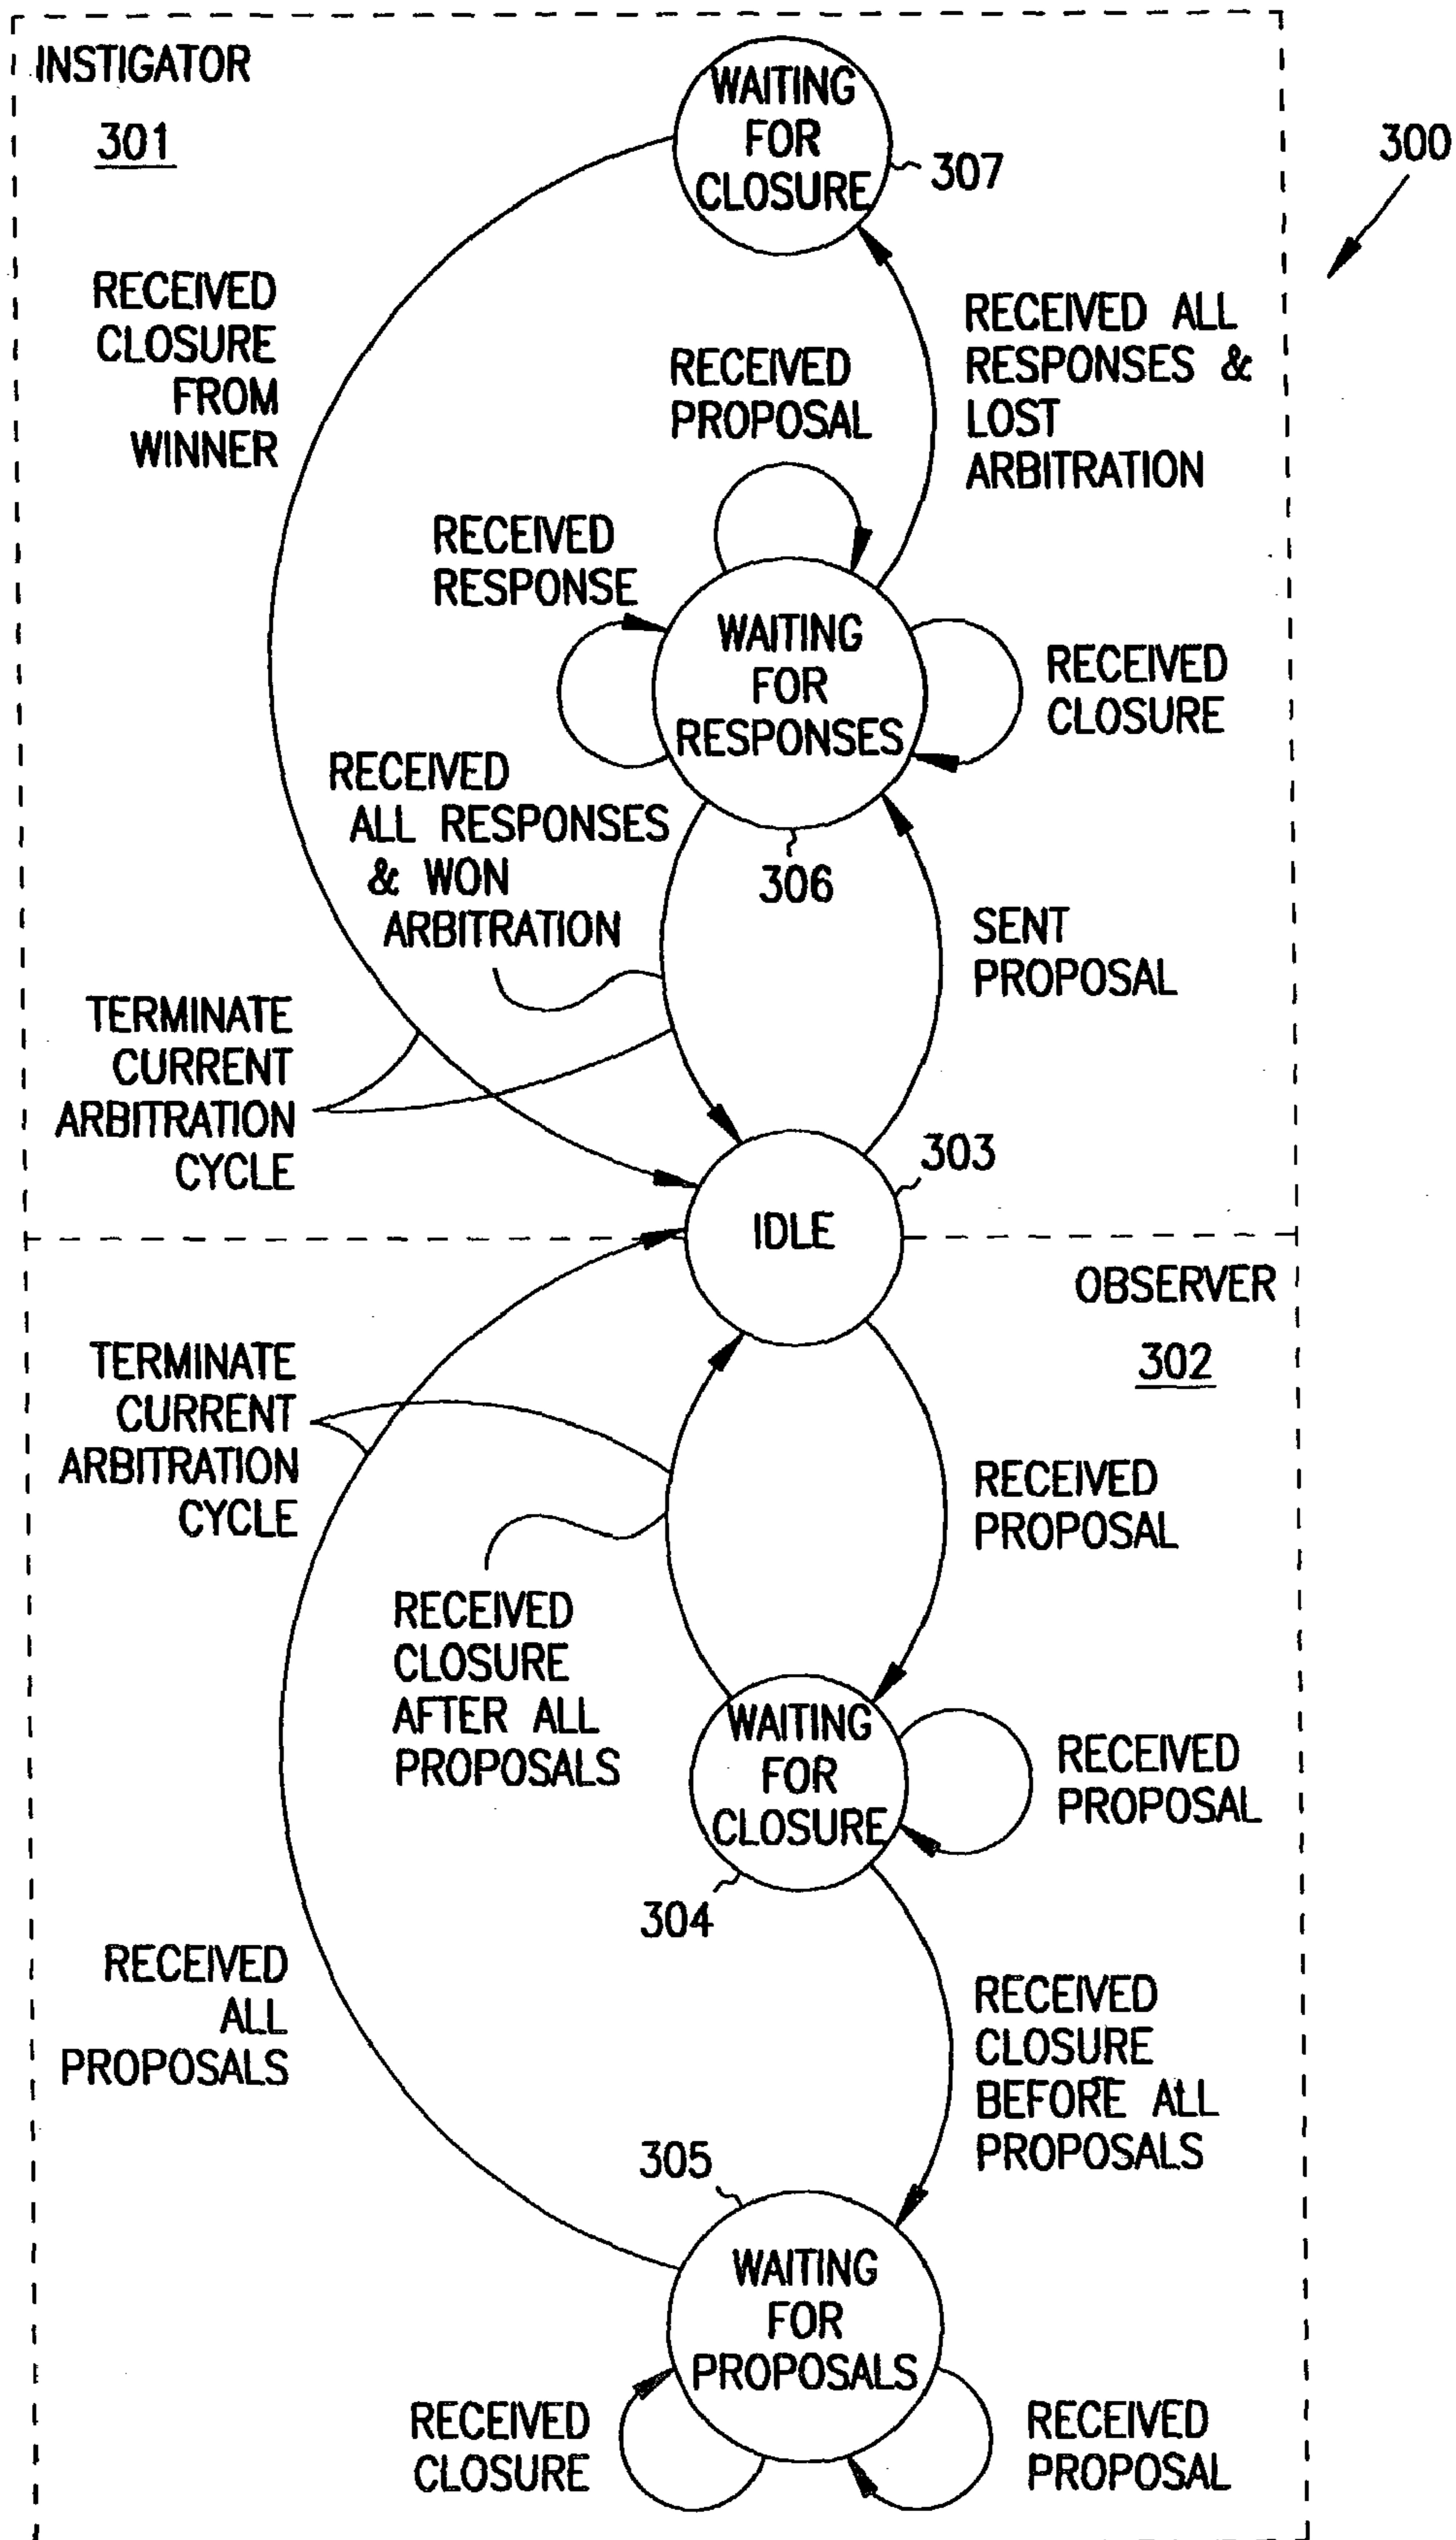 INSTIGATOR
301
300
WAITING
FOR
CLOSURE
307
RECEIVED
CLOSURE
FROM
WINNER
RECEIVED ALL
RESPONSES &
LOST
ARBITRATION
RECEIVED
PROPOSAL
RECEIVED
RESPONSE
WAITING
FOR
RESPONSES
306
RECEIVED
CLOSURE
RECEIVED
ALL RESPONSES
& WON
ARBITRATION
SENT
PROPOSAL
TERMINATE
CURRENT
ARBITRATION
CYCLE
303
IDLE
OBSERVER
302
TERMINATE
CURRENT
ARBITRATION
CYCLE
RECEIVED
PROPOSAL
RECEIVED
CLOSURE
AFTER ALL
PROPOSALS
WAITING
FOR
CLOSURE
304
RECEIVED
PROPOSAL
RECEIVED
ALL
PROPOSALS
RECEIVED
CLOSURE
BEFORE ALL
PROPOSALS
305
WAITING
FOR
PROPOSALS
RECEIVED
CLOSURE
RECEIVED
PROPOSAL